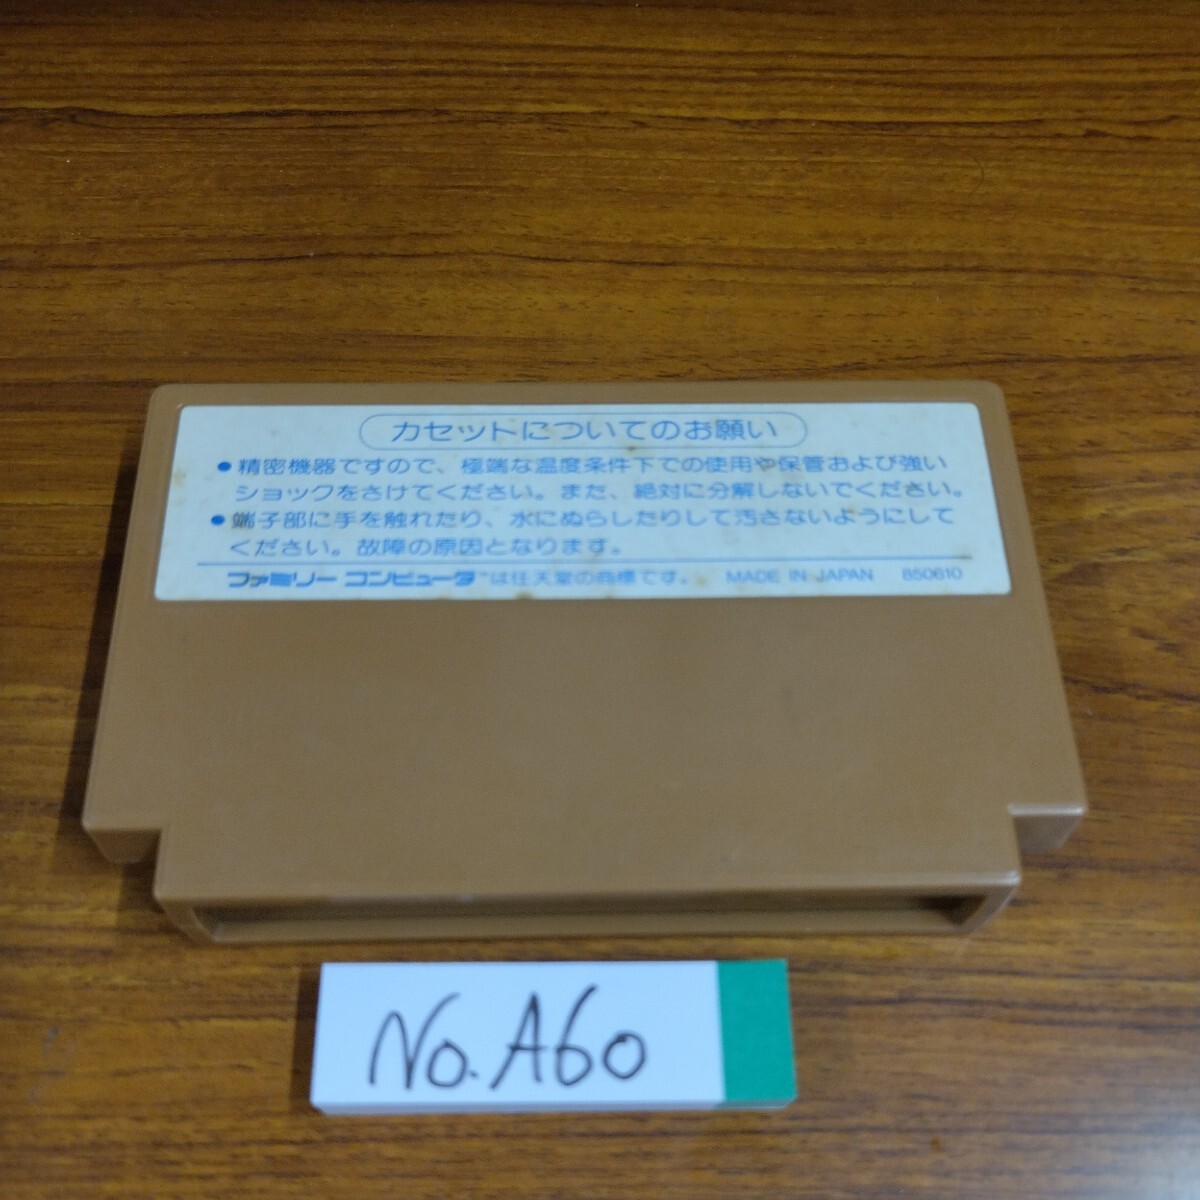 カセットについてのお願い
●精密機器ですので、極端な温度条件下での使用や保管および強い
ショックをさけてください。また、絶対に分解しないでください。
●端子部に手を触れたり、水にぬらしたりして汚さないようにして
ください。故障の原因となります。
ファミリー コンピュータ™は任天堂の商標です。 MADE IN JAPAN 850610
No. A60